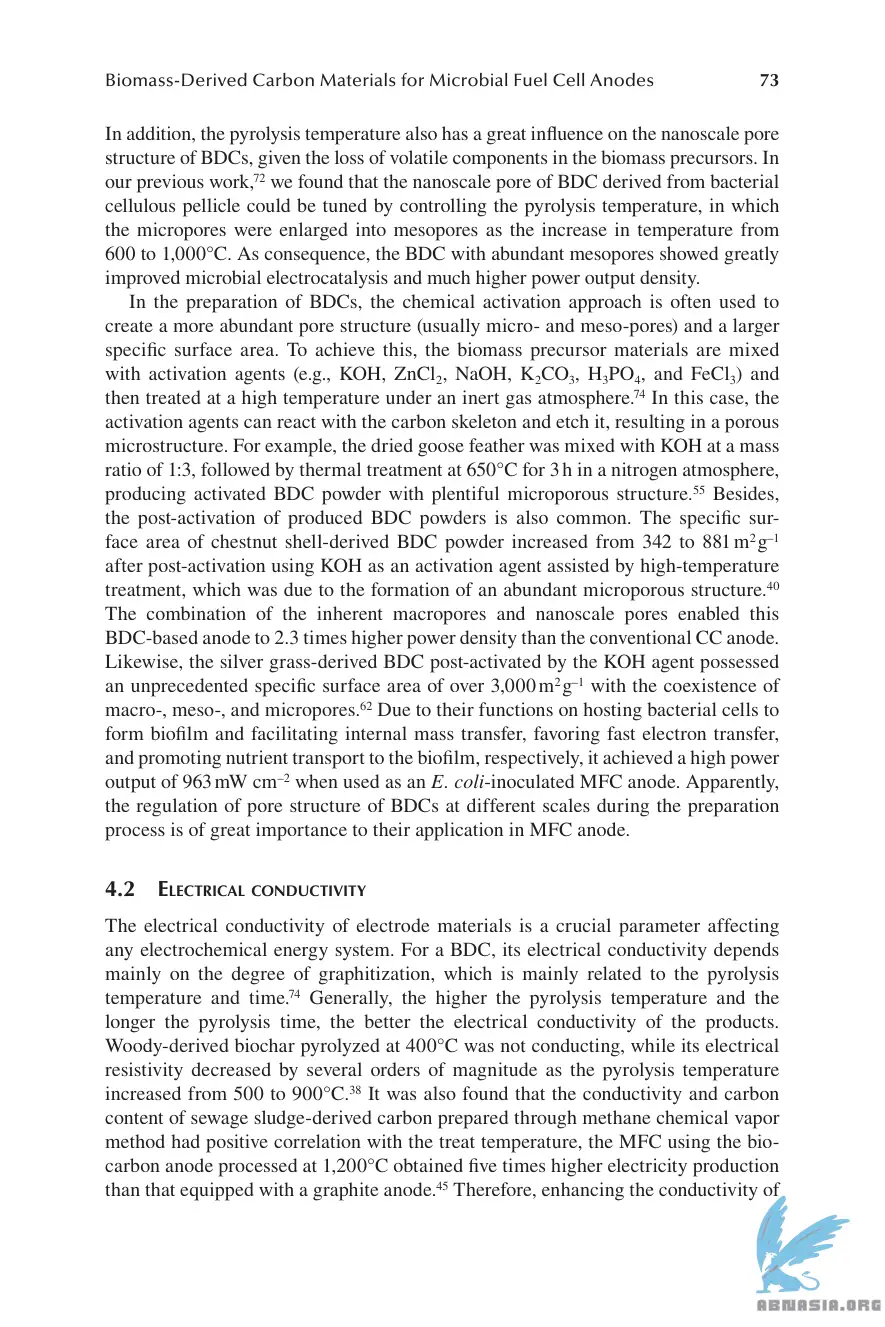 Biomass-Derived Carbon Materials for Microbial Fuel Cell Anodes 73
In addition, the pyrolysis temperature also has a great influence on the nanoscale pore
structure of BDCs, given the loss of volatile components in the biomass precursors. In
our previous work,⁷² we found that the nanoscale pore of BDC derived from bacterial
cellulous pellicle could be tuned by controlling the pyrolysis temperature, in which
the micropores were enlarged into mesopores as the increase in temperature from
600 to 1,000°C. As consequence, the BDC with abundant mesopores showed greatly
improved microbial electrocatalysis and much higher power output density.
In the preparation of BDCs, the chemical activation approach is often used to
create a more abundant pore structure (usually micro- and meso-pores) and a larger
specific surface area. To achieve this, the biomass precursor materials are mixed
with activation agents (e.g., KOH, ZnCl₂, NaOH, K₂CO₃, H₃PO₄, and FeCl₃) and
then treated at a high temperature under an inert gas atmosphere.⁷⁴ In this case, the
activation agents can react with the carbon skeleton and etch it, resulting in a porous
microstructure. For example, the dried goose feather was mixed with KOH at a mass
ratio of 1:3, followed by thermal treatment at 650°C for 3 h in a nitrogen atmosphere,
producing activated BDC powder with plentiful microporous structure.⁵⁵ Besides,
the post-activation of produced BDC powders is also common. The specific sur-
face area of chestnut shell-derived BDC powder increased from 342 to 881 m² g⁻¹
after post-activation using KOH as an activation agent assisted by high-temperature
treatment, which was due to the formation of an abundant microporous structure.⁴⁰
The combination of the inherent macropores and nanoscale pores enabled this
BDC-based anode to 2.3 times higher power density than the conventional CC anode.
Likewise, the silver grass-derived BDC post-activated by the KOH agent possessed
an unprecedented specific surface area of over 3,000 m² g⁻¹ with the coexistence of
macro-, meso-, and micropores.⁶² Due to their functions on hosting bacterial cells to
form biofilm and facilitating internal mass transfer, favoring fast electron transfer,
and promoting nutrient transport to the biofilm, respectively, it achieved a high power
output of 963 mW cm⁻² when used as an E. coli-inoculated MFC anode. Apparently,
the regulation of pore structure of BDCs at different scales during the preparation
process is of great importance to their application in MFC anode.
4.2 Electrical conductivity
The electrical conductivity of electrode materials is a crucial parameter affecting
any electrochemical energy system. For a BDC, its electrical conductivity depends
mainly on the degree of graphitization, which is mainly related to the pyrolysis
temperature and time.⁷⁴ Generally, the higher the pyrolysis temperature and the
longer the pyrolysis time, the better the electrical conductivity of the products.
Woody-derived biochar pyrolyzed at 400°C was not conducting, while its electrical
resistivity decreased by several orders of magnitude as the pyrolysis temperature
increased from 500 to 900°C.³⁸ It was also found that the conductivity and carbon
content of sewage sludge-derived carbon prepared through methane chemical vapor
method had positive correlation with the treat temperature, the MFC using the bio-
carbon anode processed at 1,200°C obtained five times higher electricity production
than that equipped with a graphite anode.⁴⁵ Therefore, enhancing the conductivity of
ABNASIA.ORG